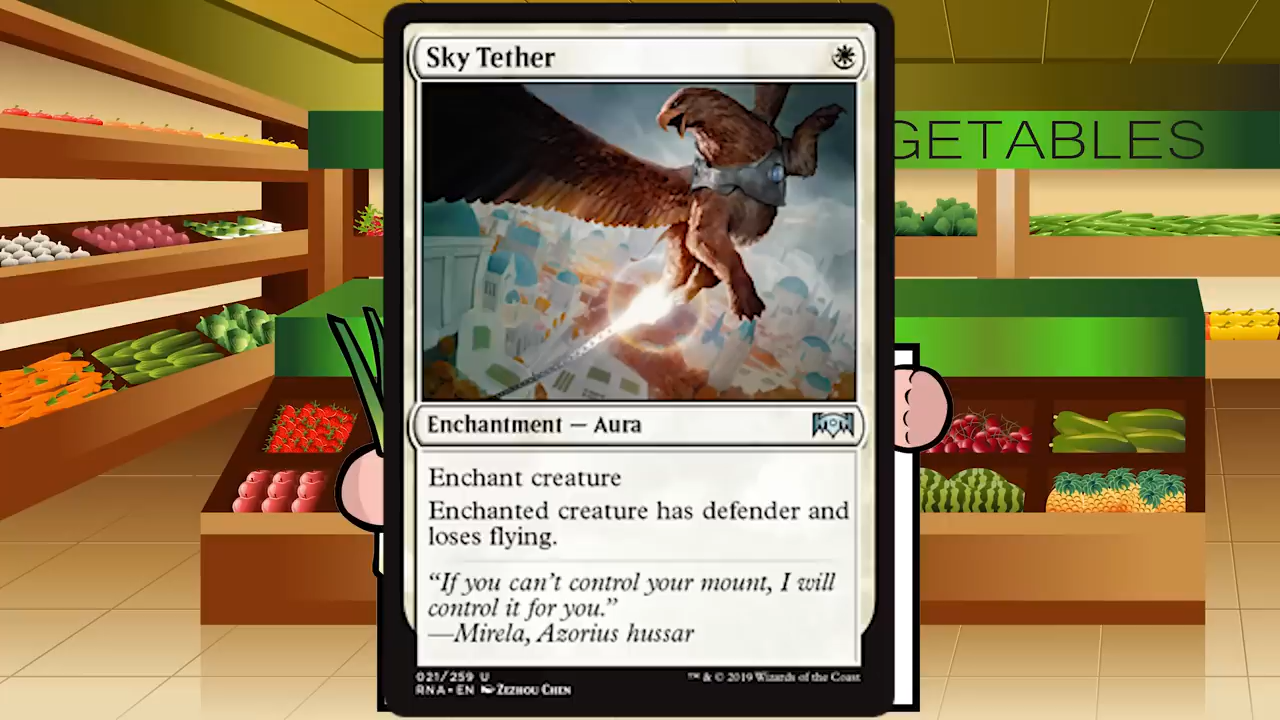 Sky Tether
GETABLES
Enchantment — Aura
Enchant creature
Enchanted creature has defender and
loses flying.
“If you can’t control your mount, I will
control it for you.”
—Mirela, Azorius hussar
021/259 U
RNA • EN Zezhou Chen
™ & © 2019 Wizards of the Coast